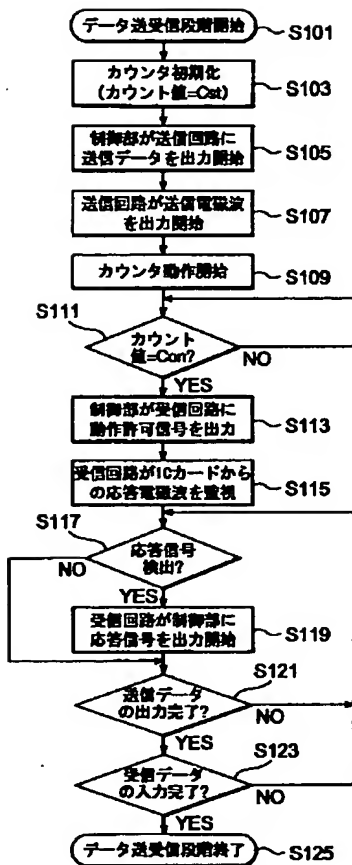 データ送受信段階開始
S101
カウンタ初期化
(カウント値=Cst)
S103
制御部が送信回路に
送信データを出力開始
S105
送信回路が送信電磁波
を出力開始
S107
カウンタ動作開始
S109
S111
カウント
値=Con?
NO
YES
制御部が受信回路に
動作許可信号を出力
S113
受信回路がICカードから
の応答電磁波を監視
S115
S117
応答信号
検出?
NO
YES
受信回路が制御部に
応答信号を出力開始
S119
S121
送信データ
の出力完了?
NO
YES
S123
受信データ
の入力完了?
NO
YES
データ送受信段階終了
S125